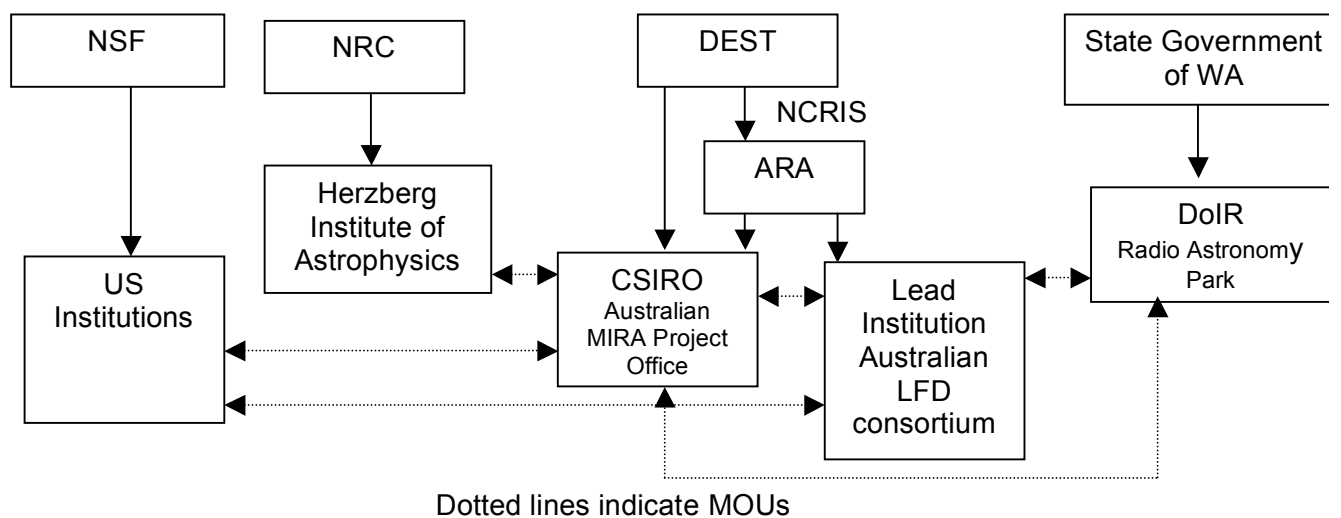 NSF
NRC
DEST
State Government
of WA
NCRIS
ARA
Herzberg
Institute of
Astrophysics
DoIR
Radio Astronomy
Park
US
Institutions
CSIRO
Australian
MIRA Project
Office
Lead
Institution
Australian
LFD
consortium
Dotted lines indicate MOUs